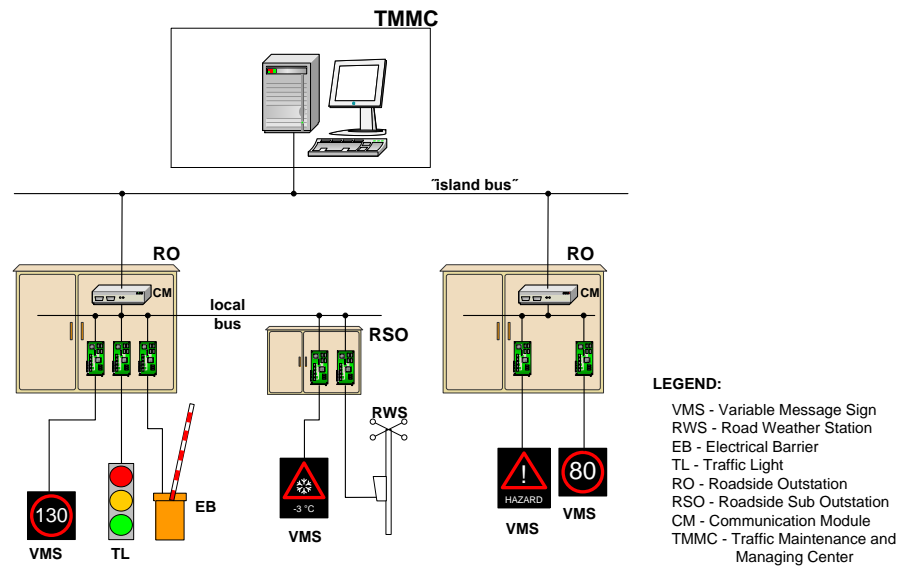 TMMC
˝island bus˝
RO
RO
CM
CM
local
bus
RSO
RWS
130
-3 °C
!
HAZARD
80
EB
VMS
TL
VMS
VMS
VMS
LEGEND:
VMS - Variable Message Sign
RWS - Road Weather Station
EB - Electrical Barrier
TL - Traffic Light
RO - Roadside Outstation
RSO - Roadside Sub Outstation
CM - Communication Module
TMMC - Traffic Maintenance and
Managing Center